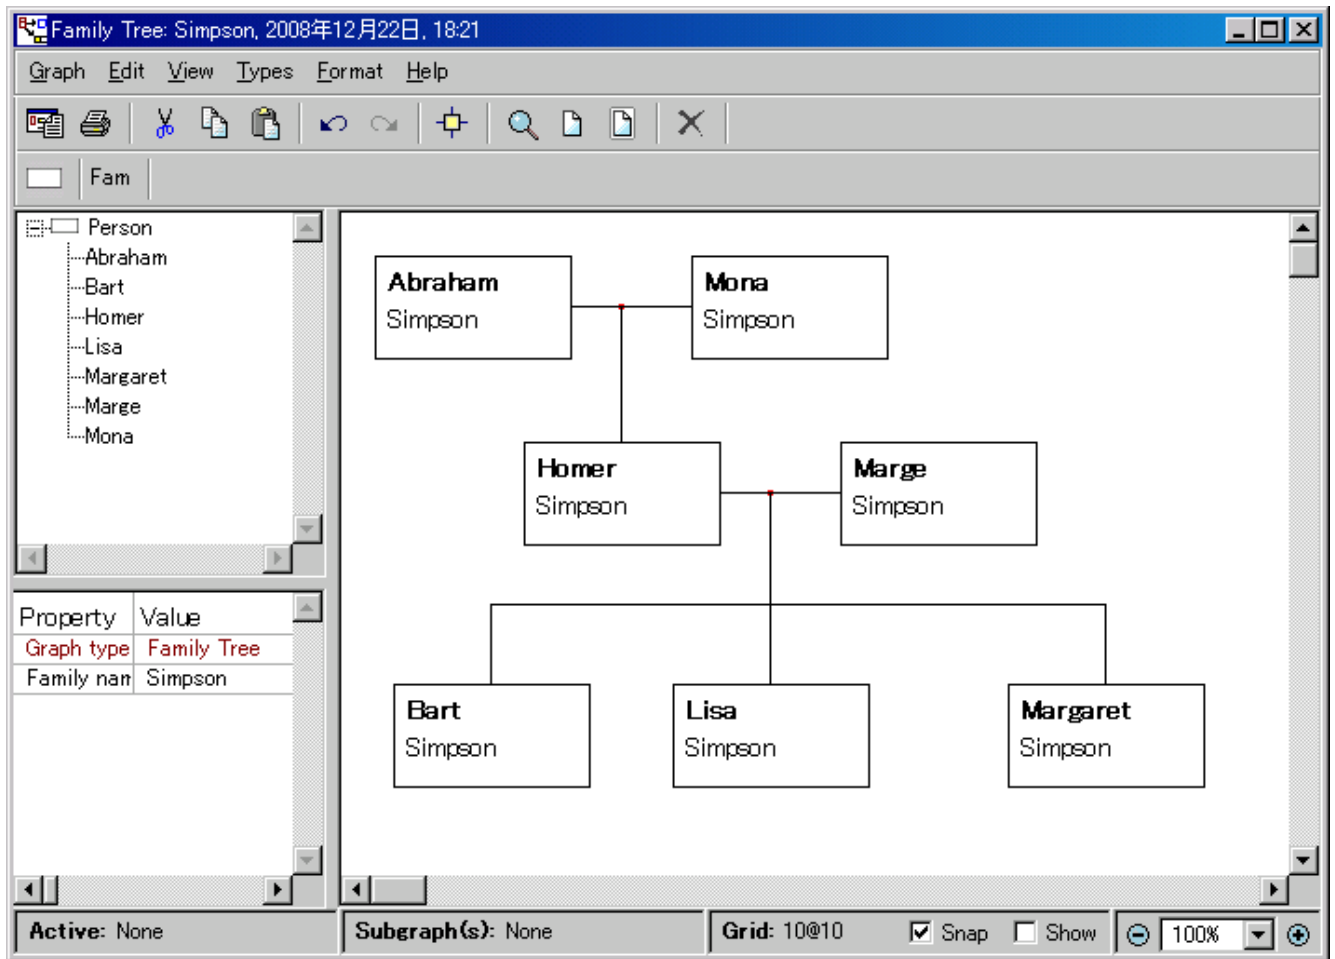 Family Tree: Simpson, 2008年12月22日, 18:21
Graph Edit View Types Format Help
Fam
Person
Abraham
Bart
Homer
Lisa
Margaret
Marge
Mona
Property Value
Graph type Family Tree
Family nam Simpson
Abraham
Simpson
Mona
Simpson
Homer
Simpson
Marge
Simpson
Bart
Simpson
Lisa
Simpson
Margaret
Simpson
Active: None
Subgraph(s): None
Grid: 10@10
Snap
Show
100%